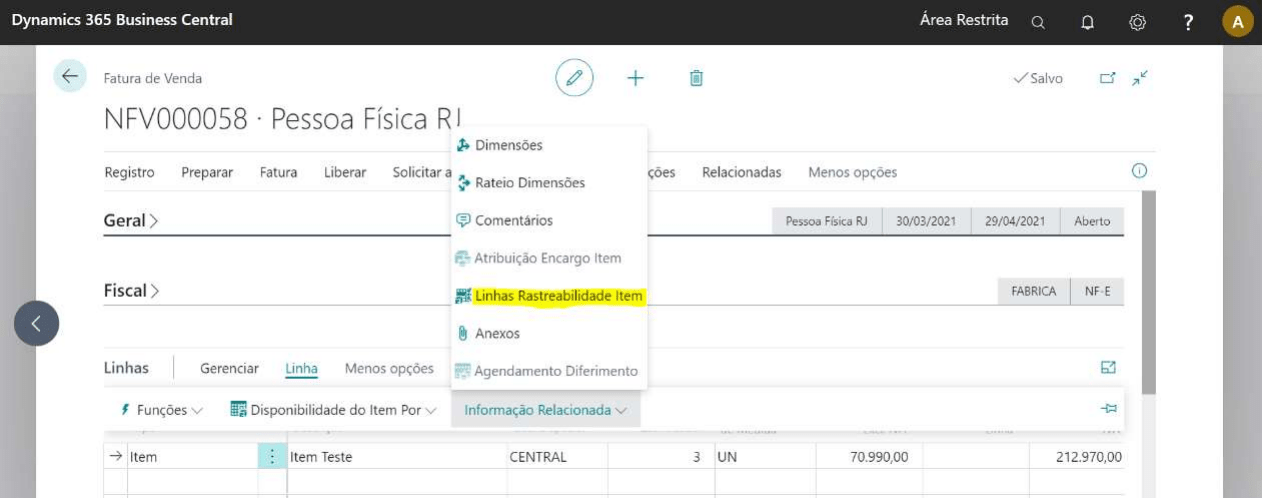 Dynamics 365 Business Central
Área Restrita
?
A
Fatura de Venda
Salvo
NFV000058 · Pessoa Física RJ
Dimensões
Registro Preparar Fatura Liberar Solicitar a ções Relacionadas Menos opções
Rateio Dimensões
Geral
Comentários
Pessoa Física RJ 30/03/2021 29/04/2021 Aberto
Atribuição Encargo Item
Fiscal
Linhas Rastreabilidade Item
FABRICA NF-E
Anexos
Linhas Gerenciar Linha Menos opções
Agendamento Diferimento
Funções Disponibilidade do Item Por Informação Relacionada
Item Item Teste CENTRAL 3 UN 70.990,00 212.970,00